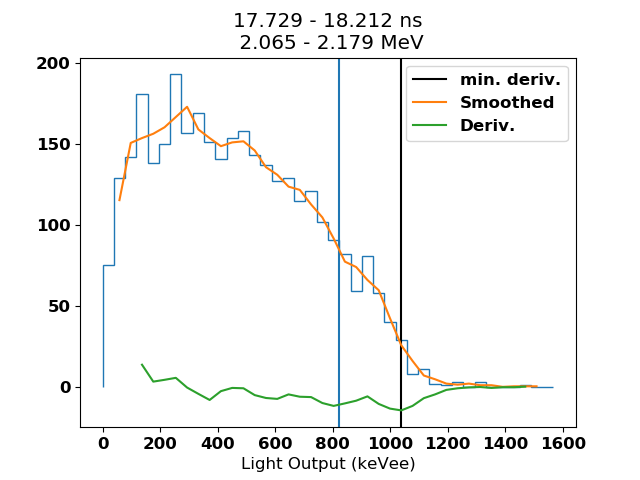 17.729 - 18.212 ns
2.065 - 2.179 MeV
min. deriv.
Smoothed
Deriv.
200
150
100
50
0
0 200 400 600 800 1000 1200 1400 1600
Light Output (keVee)